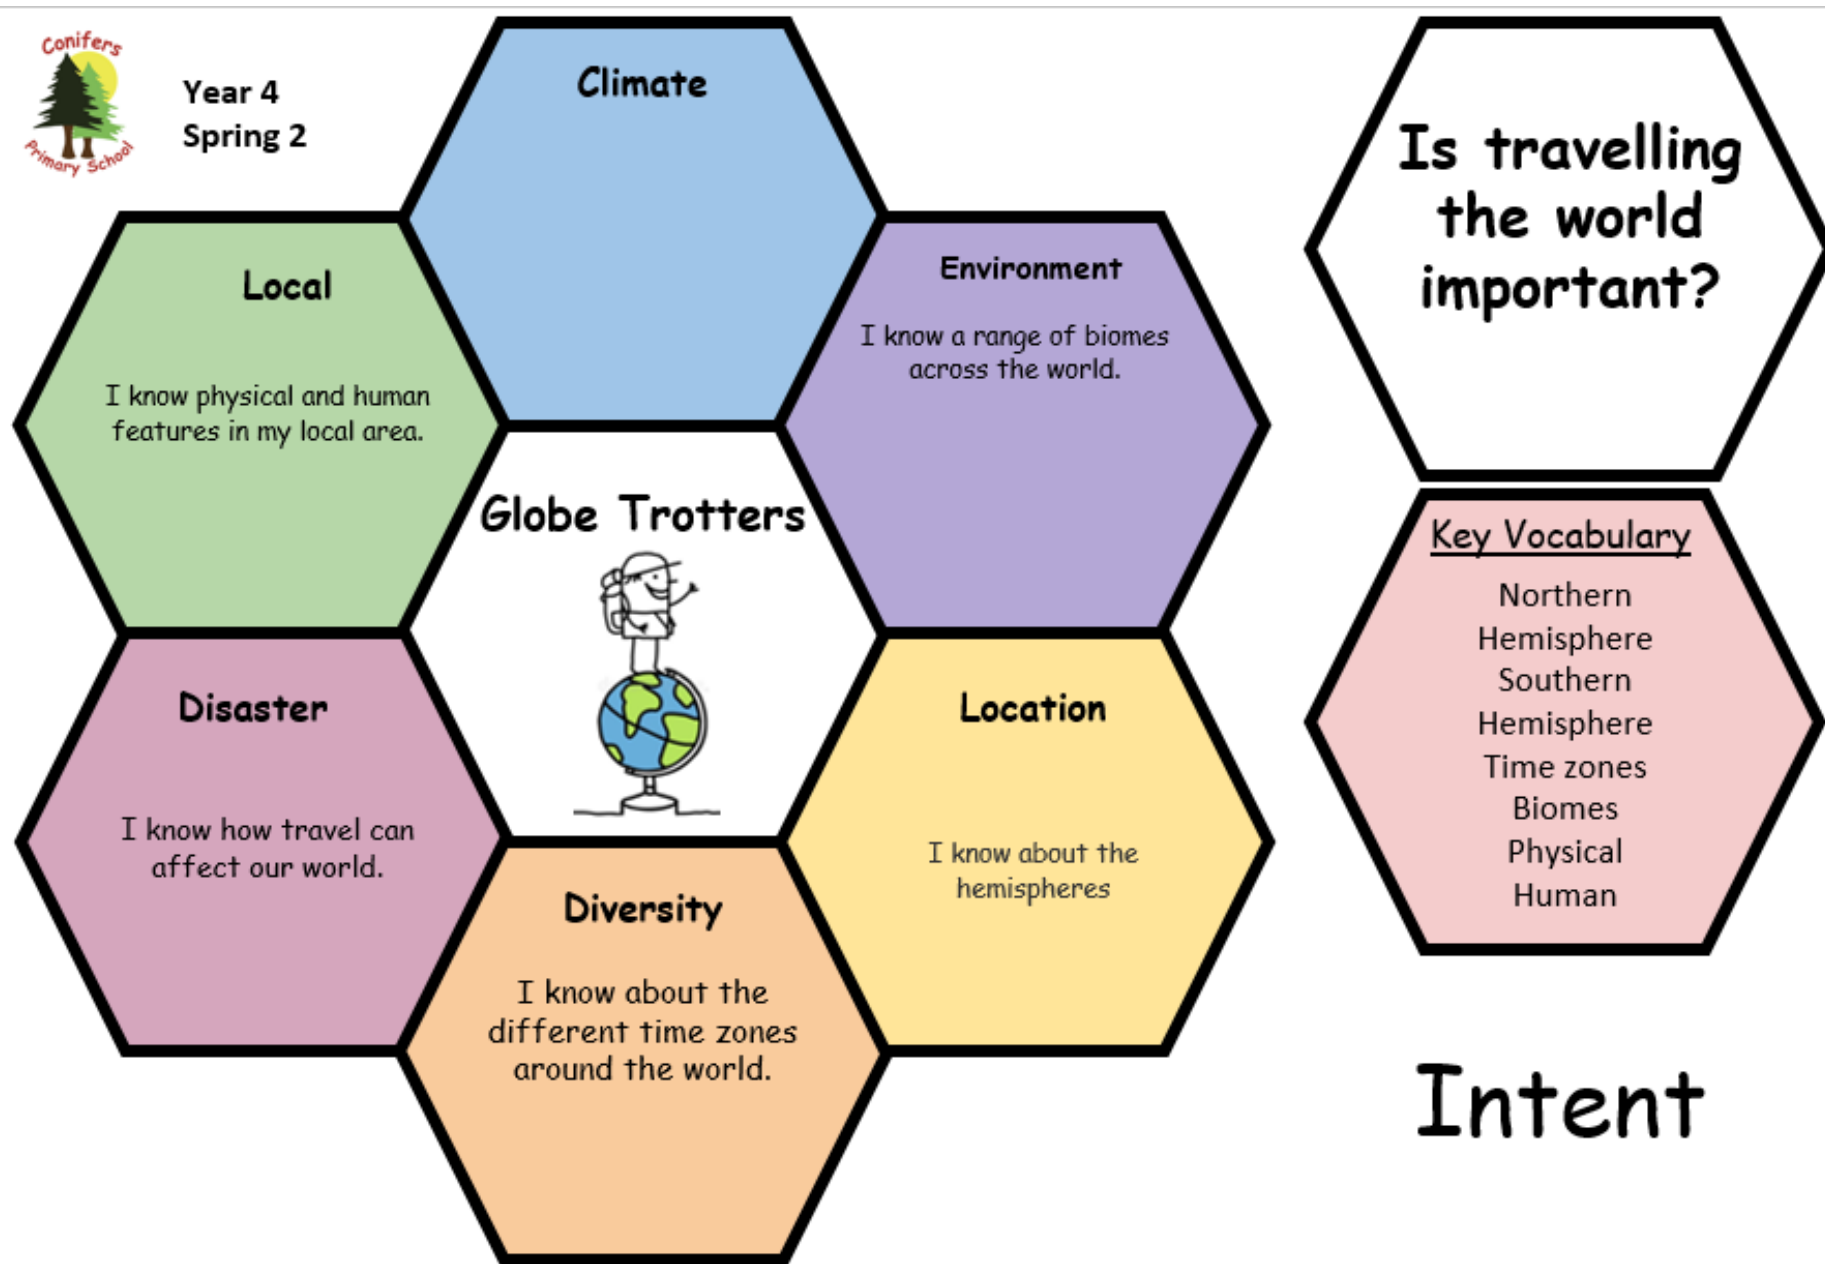 Conifers
Primary School
Year 4
Spring 2
Climate
Local
I know physical and human
features in my local area.
Environment
I know a range of biomes
across the world.
Globe Trotters
Disaster
I know how travel can
affect our world.
Location
I know about the
hemispheres
Diversity
I know about the
different time zones
around the world.
Is travelling
the world
important?
Key Vocabulary
Northern
Hemisphere
Southern
Hemisphere
Time zones
Biomes
Physical
Human
Intent